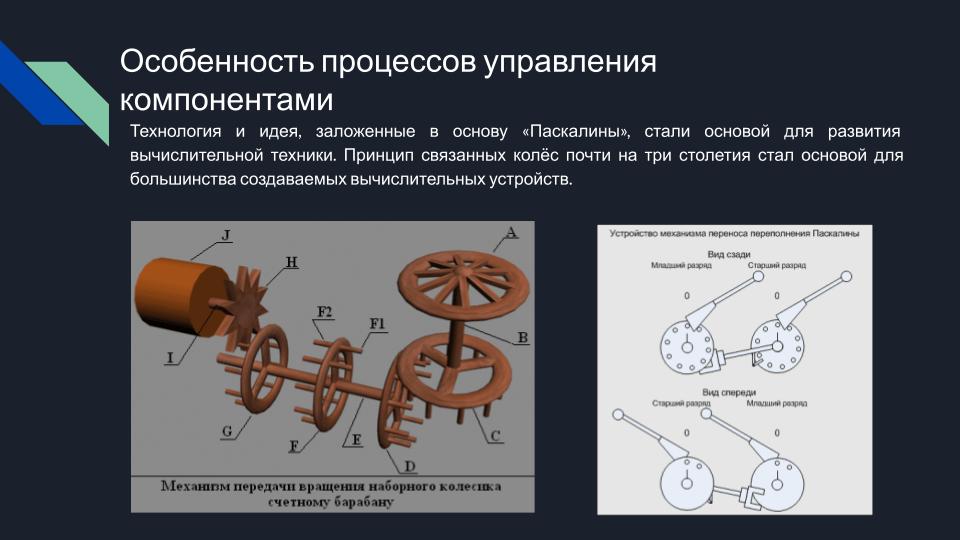 Особенность процессов управления
компонентами
Технология и идея, заложенные в основу «Паскалины», стали основой для развития
вычислительной техники. Принцип связанных колёс почти на три столетия стал основой для
большинства создаваемых вычислительных устройств.
J
A
H
F2
F1
B
I
G
F
E
C
D
Механизм передачи вращения наборного колесика
счетному барабану
Устройство механизма переноса переполнения Паскалины
Вид сзади
Младший разряд Старший разряд
0 0
Вид спереди
Старший разряд Младший разряд
0 0